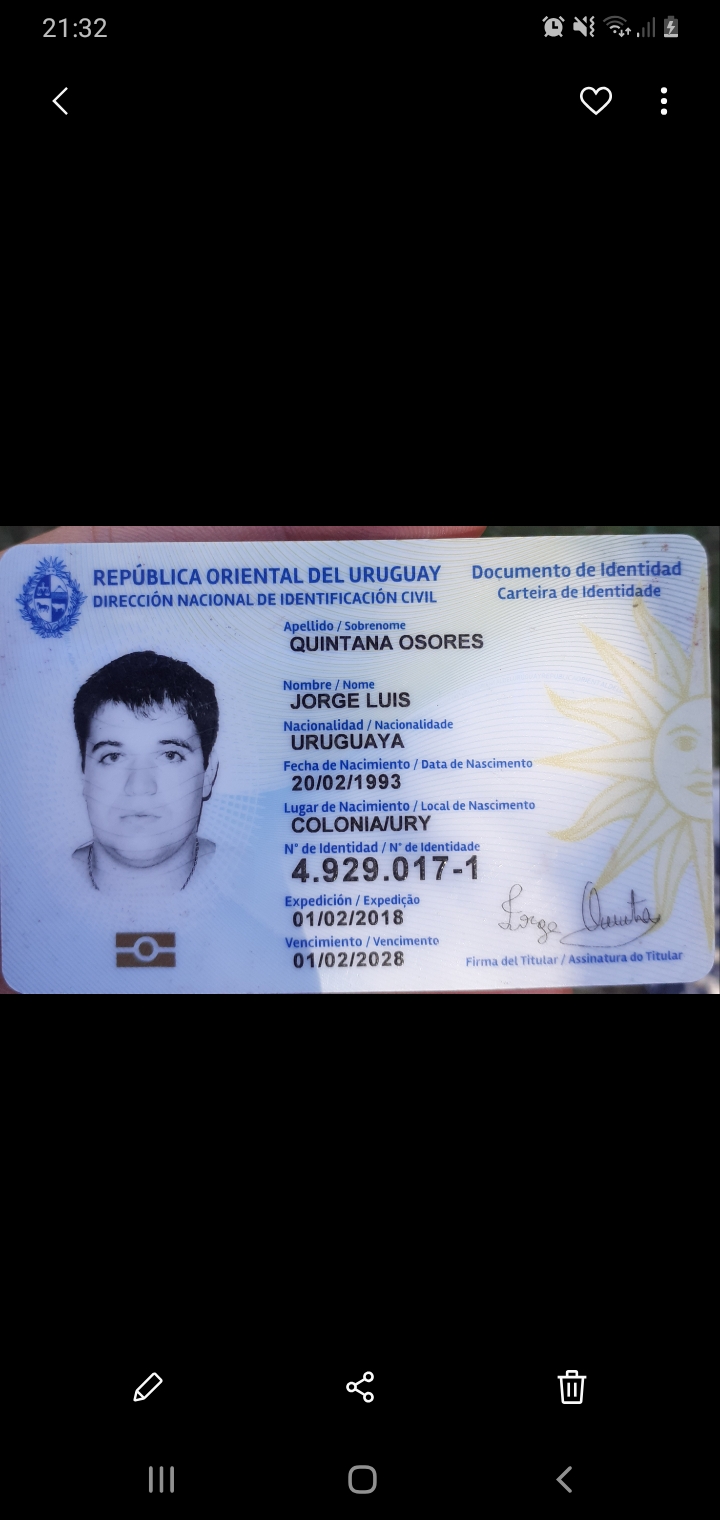 21:32
REPÚBLICA ORIENTAL DEL URUGUAY
DIRECCIÓN NACIONAL DE IDENTIFICACIÓN CIVIL
Documento de Identidad
Carteira de Identidade
Apellido / Sobrenome
QUINTANA OSORES
Nombre / Nome
JORGE LUIS
Nacionalidad / Nacionalidade
URUGUAYA
Fecha de Nacimiento / Data de Nascimento
20/02/1993
Lugar de Nacimiento / Local de Nascimento
COLONIA/URY
N° de Identidad / N° de Identidade
4.929.017-1
Expedición / Expedição
01/02/2018
Vencimiento / Vencimento
01/02/2028
Jorge Quintana
Firma del Titular / Assinatura do Titular